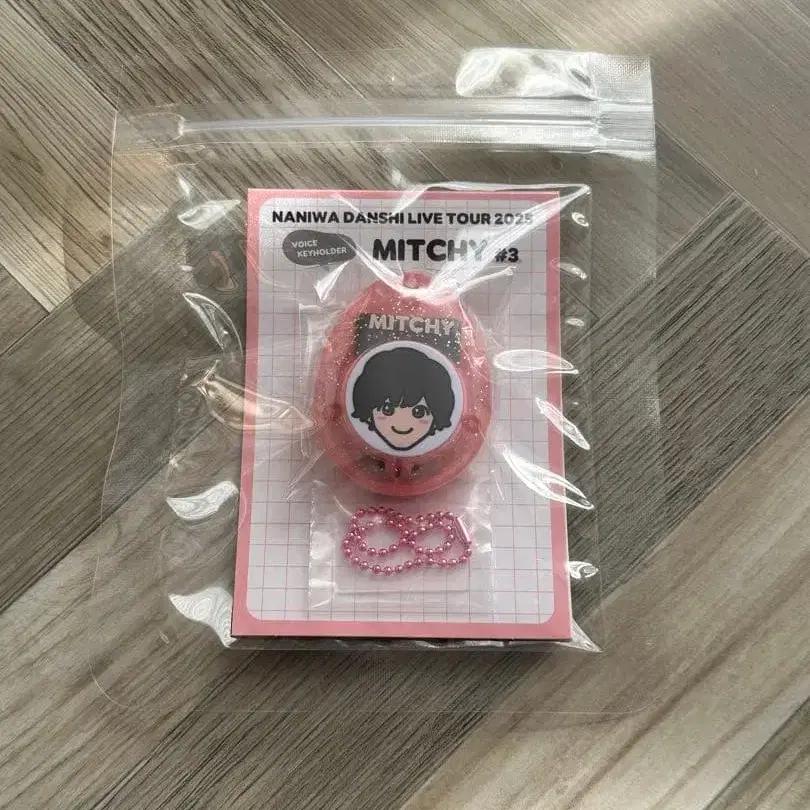 NANIWA DANSHI LIVE TOUR 2025
VOICE
KEYHOLDER
MITCHY #3
MITCHY